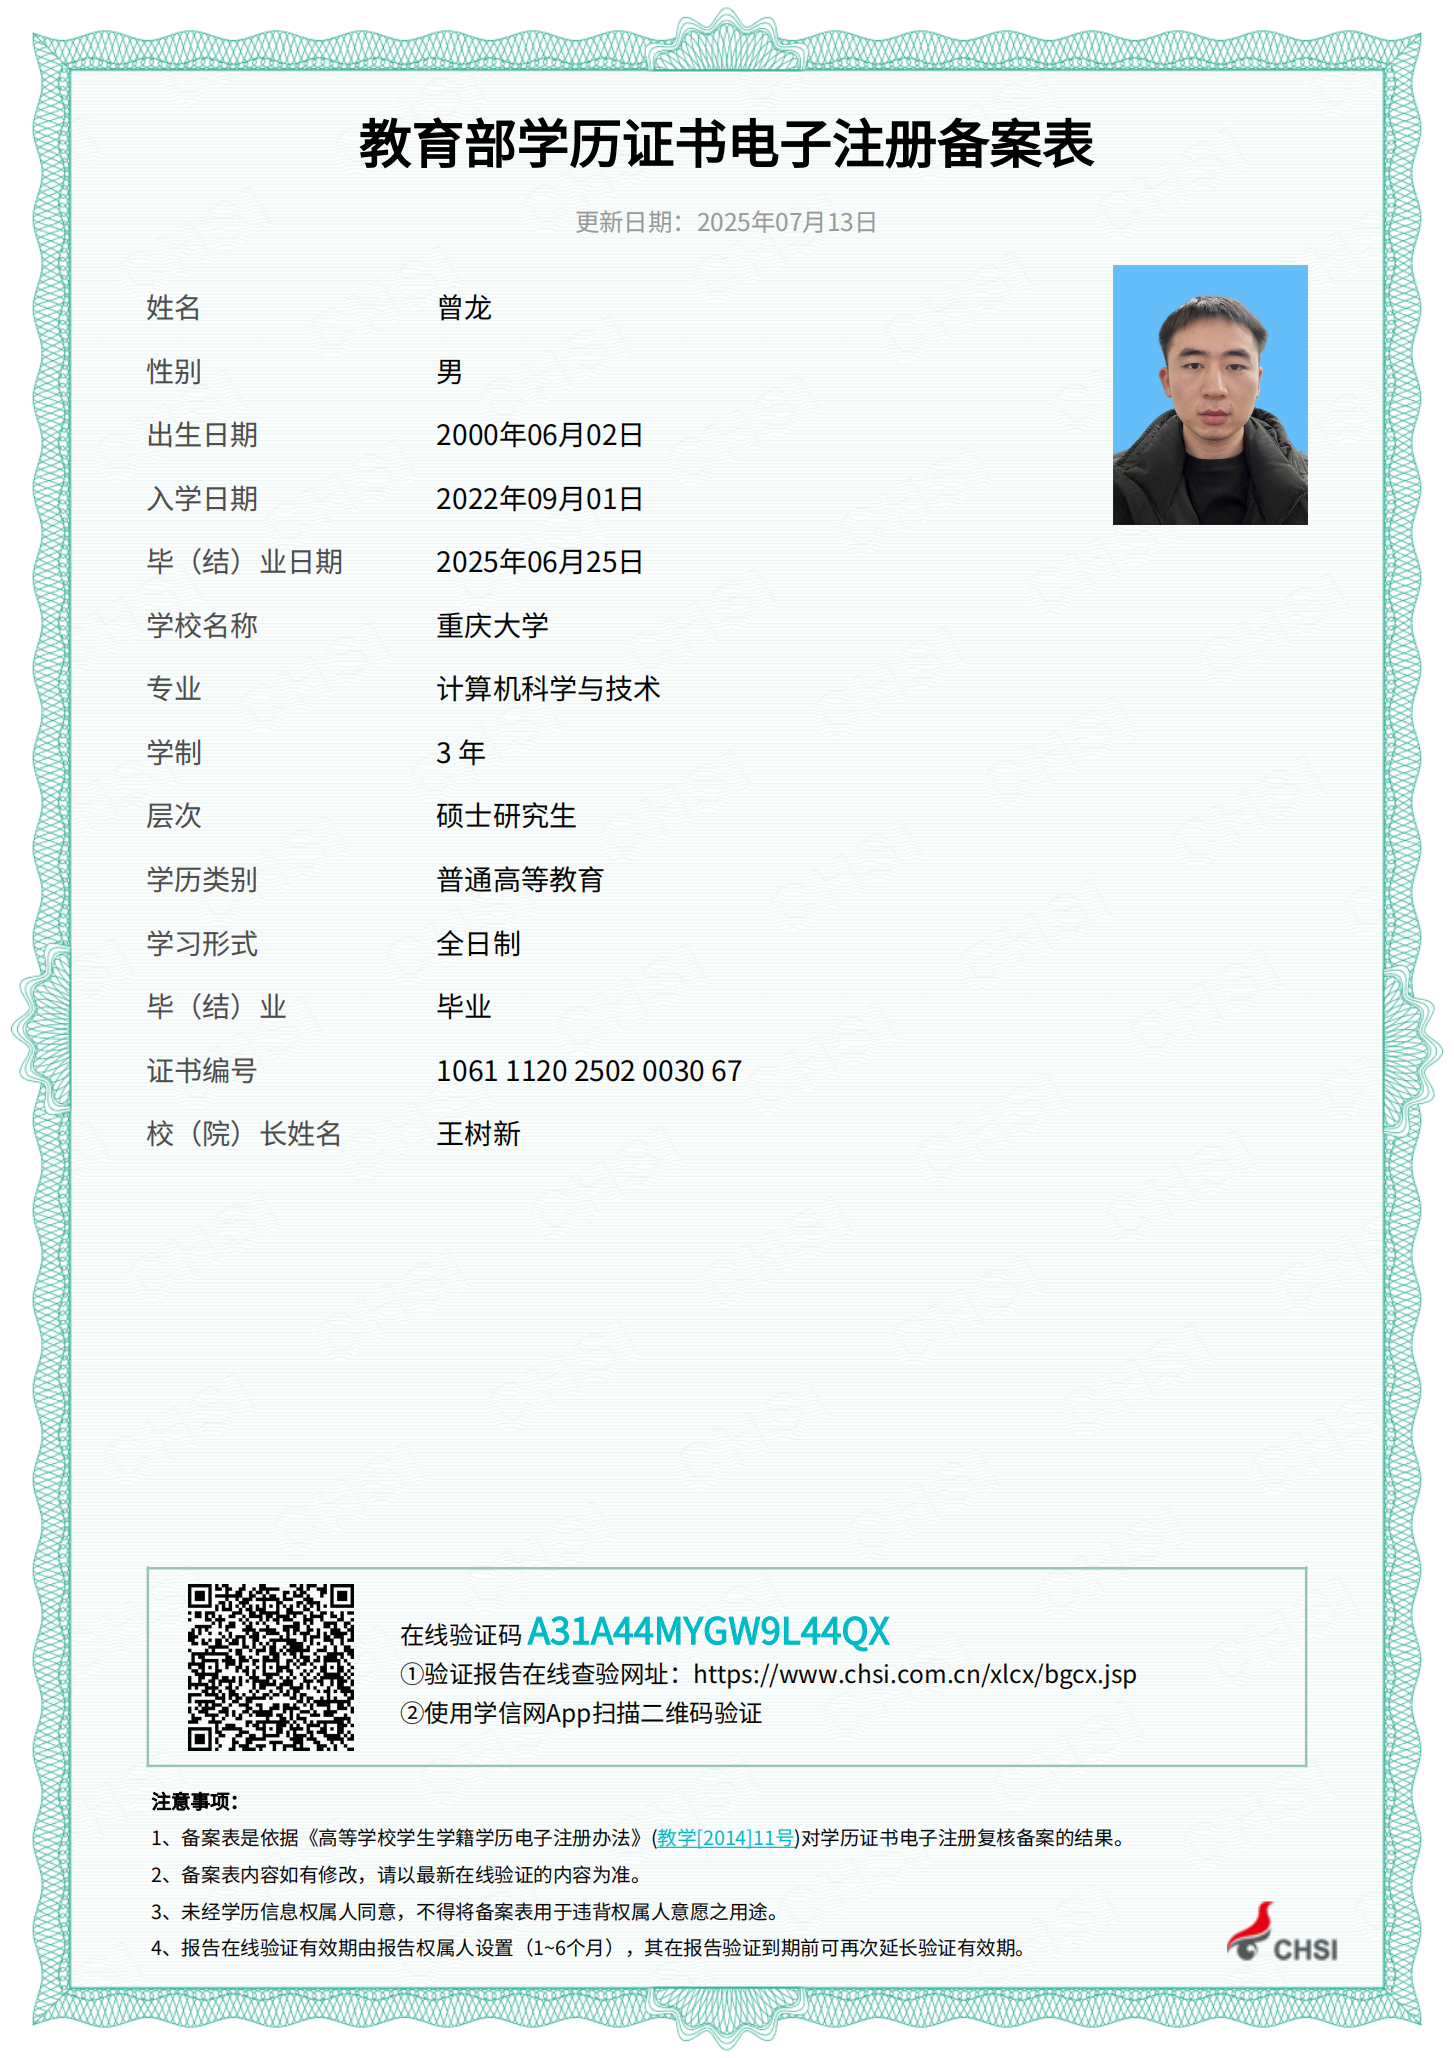 教育部学历证书电子注册备案表
更新日期：2025年07月13日
姓名 曾龙
性别 男
出生日期 2000年06月02日
入学日期 2022年09月01日
毕（结）业日期 2025年06月25日
学校名称 重庆大学
专业 计算机科学与技术
学制 3 年
层次 硕士研究生
学历类别 普通高等教育
学习形式 全日制
毕（结）业 毕业
证书编号 1061 1120 2502 0030 67
校（院）长姓名 王树新
在线验证码 A31A44MYGW9L44QX
①验证报告在线查验网址：https://www.chsi.com.cn/xlcx/bgcx.jsp
②使用学信网App扫描二维码验证
注意事项：
1、备案表是依据《高等学校学生学籍学历电子注册办法》(教学[2014]11号)对学历证书电子注册复核备案的结果。
2、备案表内容如有修改，请以最新在线验证的内容为准。
3、未经学历信息权属人同意，不得将备案表用于违背权属人意愿之用途。
4、报告在线验证有效期由报告权属人设置（1~6个月），其在报告验证到期前可再次延长验证有效期。
CHSI